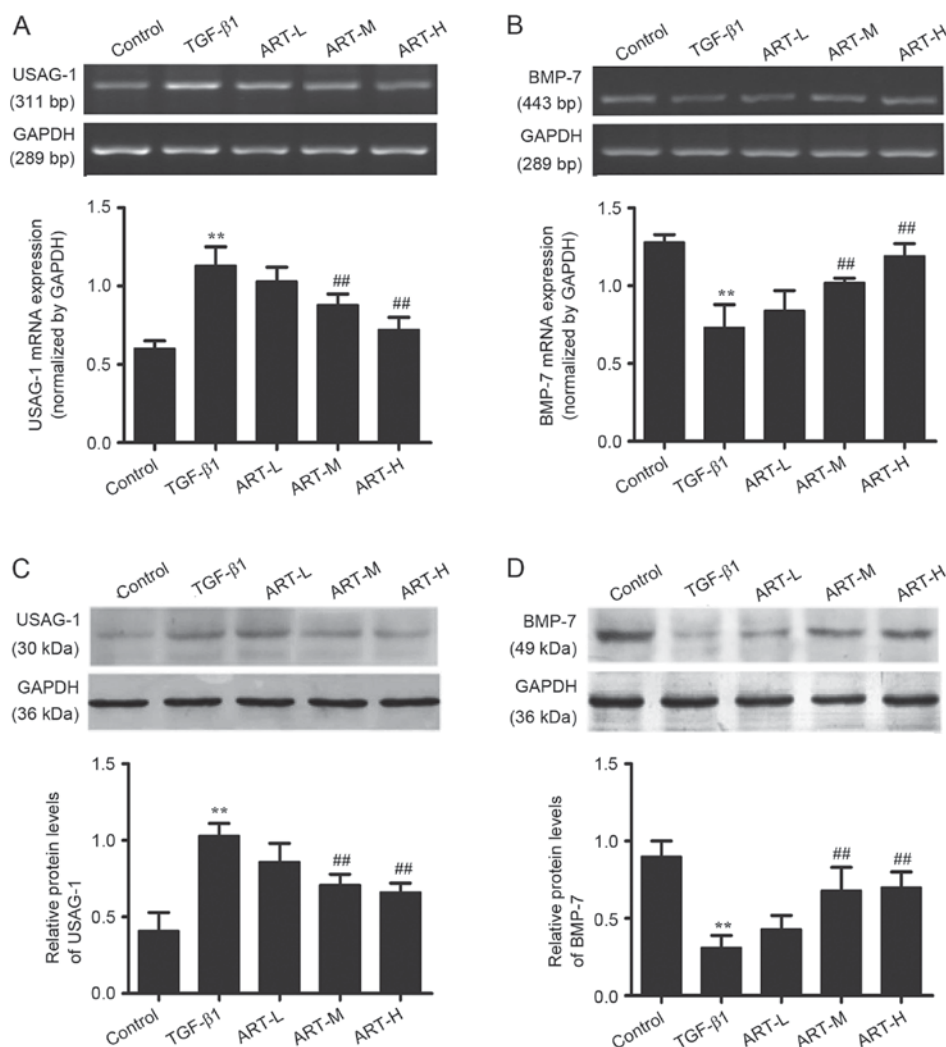 A
Control TGF-β1 ART-L ART-M ART-H
USAG-1
(311 bp)
GAPDH
(289 bp)
1.5
1.0
0.5
0.0
USAG-1 mRNA expression
(normalized by GAPDH)
** ## ##
Control TGF-β1 ART-L ART-M ART-H
B
Control TGF-β1 ART-L ART-M ART-H
BMP-7
(443 bp)
GAPDH
(289 bp)
1.5
1.0
0.5
0.0
BMP-7 mRNA expression
(normalized by GAPDH)
** ## ##
Control TGF-β1 ART-L ART-M ART-H
C
Control TGF-β1 ART-L ART-M ART-H
USAG-1
(30 kDa)
GAPDH
(36 kDa)
1.5
1.0
0.5
0.0
Relative protein levels
of USAG-1
** ## ##
Control TGF-β1 ART-L ART-M ART-H
D
Control TGF-β1 ART-L ART-M ART-H
BMP-7
(49 kDa)
GAPDH
(36 kDa)
1.5
1.0
0.5
0.0
Relative protein levels
of BMP-7
** ## ##
Control TGF-β1 ART-L ART-M ART-H